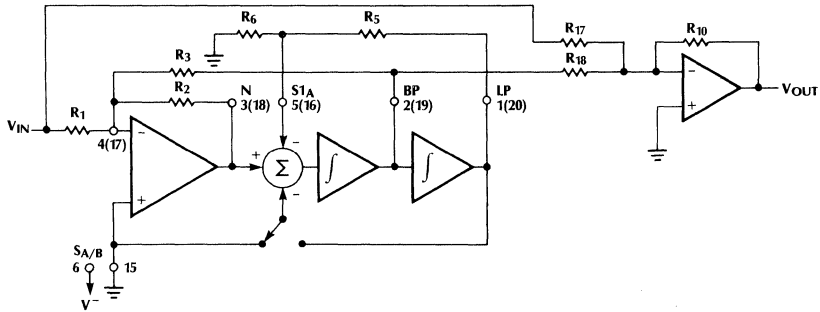 R6
R5
R17
R10
R3
R18
R2
N
3(18)
S1A
5(16)
BP
2(19)
LP
1(20)
R1
VIN
4(17)
−
+
+
−
Σ
−
∫
∫
−
+
VOUT
SA/B
6
15
V−